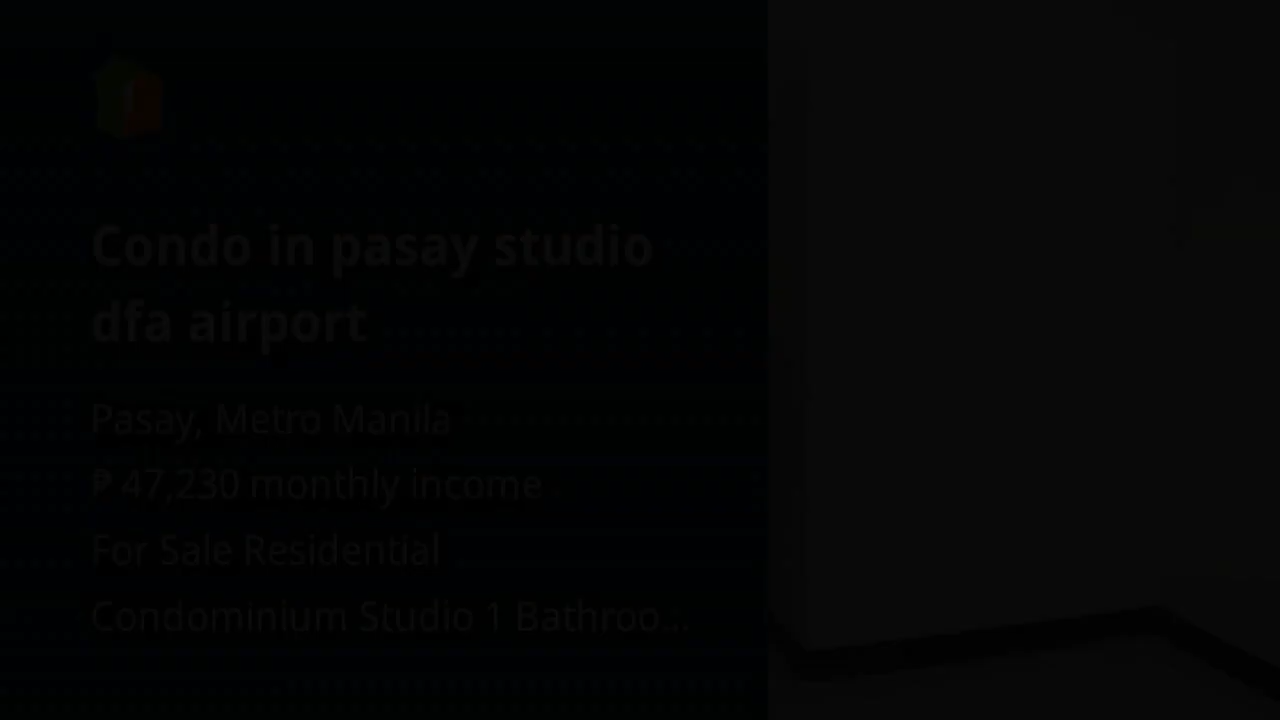 Condo in pasay studio
dfa airport
Pasay, Metro Manila
₱ 47,230 monthly income
For Sale Residential
Condominium Studio 1 Bathroo...